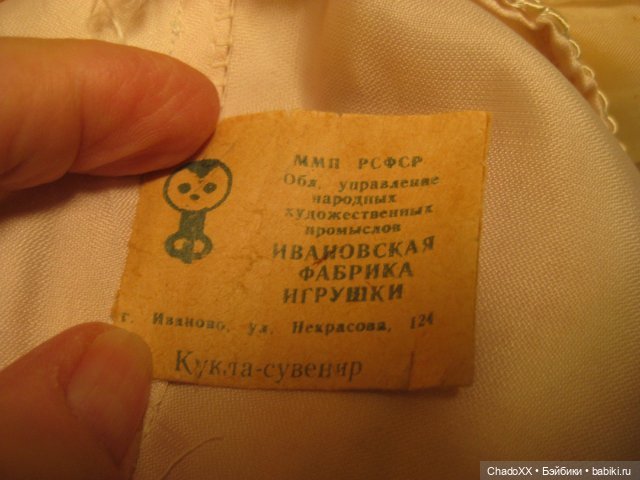 ММП РСФСР
Обл. управление
народных
художественных
промыслов
ИВАНОВСКАЯ
ФАБРИКА
ИГРУШКИ
г. Иваново, ул. Некрасова, 124
Кукла-сувенир
ChadoXX • Бэйбики • babiki.ru